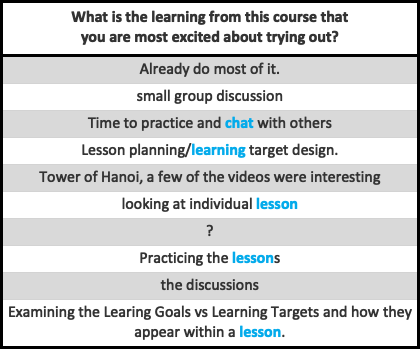 What is the learning from this course that
you are most excited about trying out?
Already do most of it.
small group discussion
Time to practice and chat with others
Lesson planning/learning target design.
Tower of Hanoi, a few of the videos were interesting
looking at individual lesson
?
Practicing the lessons
the discussions
Examining the Learing Goals vs Learning Targets and how they
appear within a lesson.